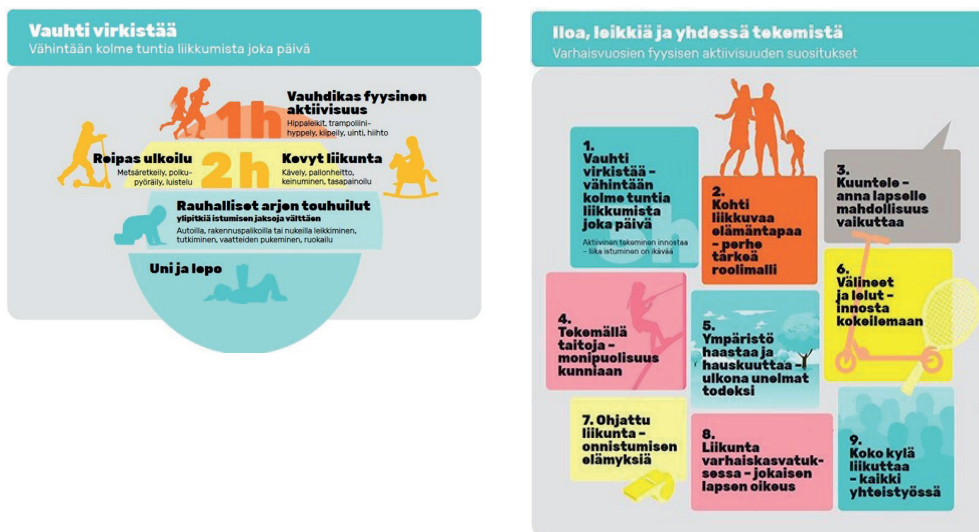 Vauhti virkistää
Vähintään kolme tuntia liikkumista joka päivä
1h
Vauhdikas fyysinen
aktiivisuus
Hippaleikit, trampoliini-
hyppely, kiipeily, uinti, hiihto
Reipas ulkoilu
Metsäretkeily, polku-
pyöräily, luistelu
2h
Kevyt liikunta
Kävely, pallonheitto,
keinuminen, tasapainoilu
Rauhalliset arjen touhuilut
ylipitkiä istumisen jaksoja välttäen
Autoilla, rakennuspalikoilla tai nukeilla leikkiminen,
tutkiminen, vaatteiden pukeminen, ruokailu
Uni ja lepo
Iloa, leikkiä ja yhdessä tekemistä
Varhaisvuosien fyysisen aktiivisuuden suositukset
1.
Vauhti
virkistää –
vähintään
kolme tuntia
liikkumista
joka päivä
Aktiivinen tekeminen innostaa
– liika istuminen on ikävää
3h
2.
Kohti
liikkuvaa
elämäntapaa
– perhe
tärkeä
roolimalli
3.
Kuuntele –
anna lapselle
mahdollisuus
vaikuttaa
4.
Tekemällä
taitoja –
monipuolisuus
kunniaan
5.
Ympäristö
haastaa ja
hauskuuttaa –
ulkona unelmat
todeksi
6.
Välineet
ja lelut –
innosta
kokeilemaan
7. Ohjattu
liikunta –
onnistumisen
elämyksiä
8.
Liikunta
varhaiskasvatuk-
sessa – jokaisen
lapsen oikeus
9.
Koko kylä
liikuttaa
– kaikki
yhteistyössä